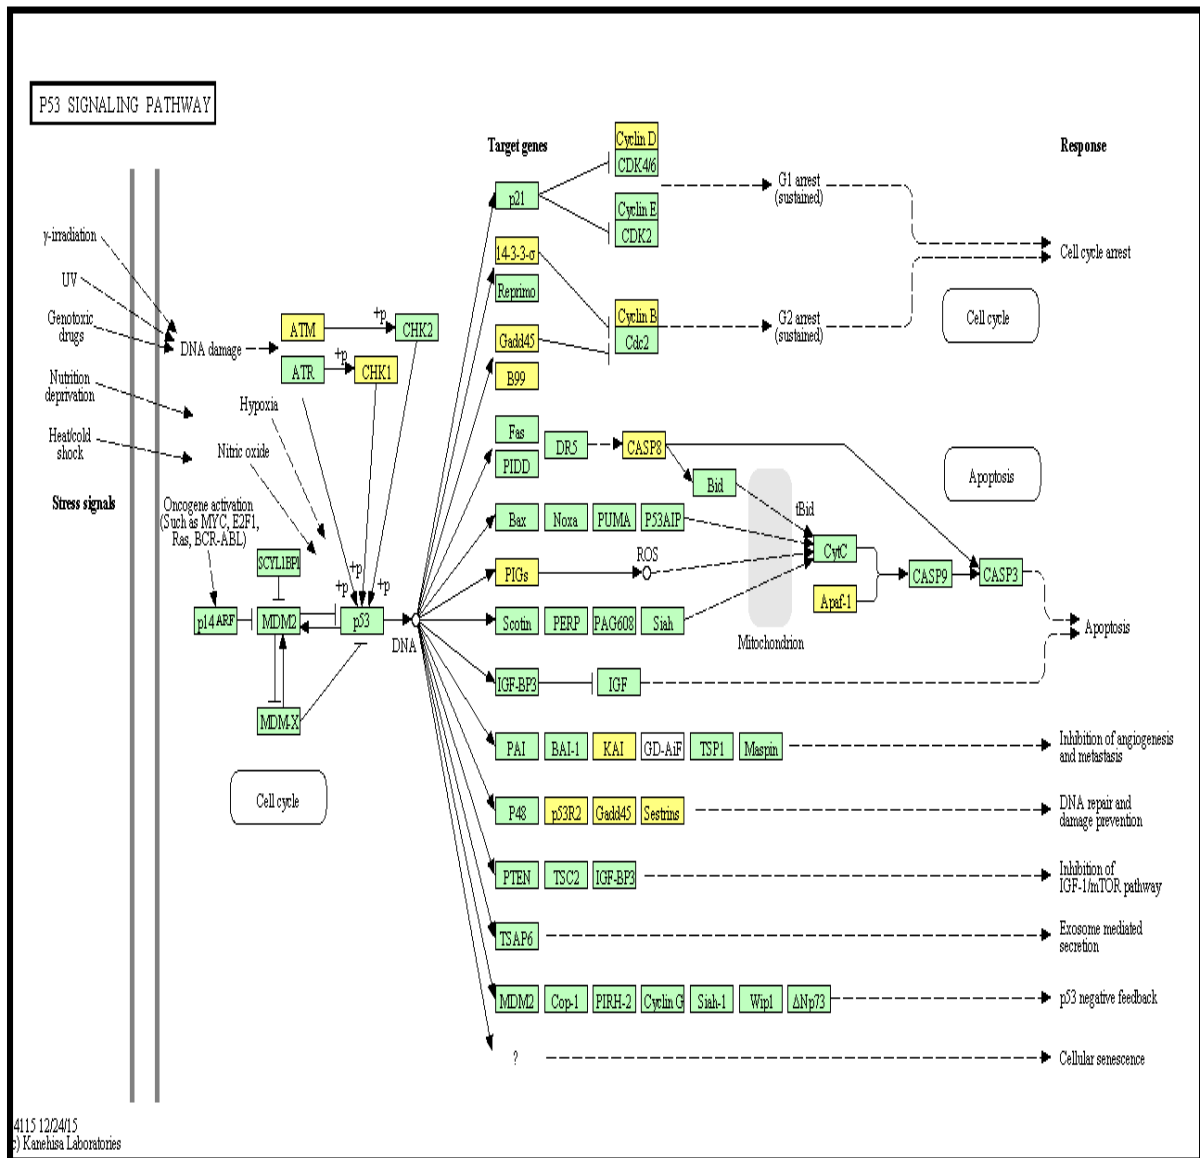 P53 SIGNALING PATHWAY
Target genes
Response
Cyclin D
CDK4/6
p21
G1 arrest
(sustained)
Cyclin E
CDK2
γ-irradiation
14-3-3-σ
Cell cycle arrest
UV
Reprimo
Genotoxic
drugs
DNA damage
ATM
+p
CHK2
Cyclin B
Cdc2
G2 arrest
(sustained)
Cell cycle
Gadd45
ATR
+p
CHK1
B99
Nutrition
deprivation
Hypoxia
Fas
DR5
CASP8
Heat/cold
shock
Nitric oxide
PIDD
Bid
Apoptosis
Stress signals
Oncogene activation
(Such as MYC, E2F1,
Ras, BCR-ABL)
Bax
Noxa
PUMA
P53AIP
tBid
CytC
SCYL1BP1
+p
+p
+p
PIGs
ROS
CASP9
CASP3
Apaf-1
p14ARF
MDM2
p53
DNA
Scotin
PERP
PAG608
Siah
Mitochondrion
Apoptosis
IGF-BP3
IGF
MDM-X
PAI
BAI-1
KAI
GD-AiF
TSP1
Maspin
Inhibition of angiogenesis
and metastasis
Cell cycle
P48
p53R2
Gadd45
Sestrins
DNA repair and
damage prevention
PTEN
TSC2
IGF-BP3
Inhibition of
IGF-1/mTOR pathway
TSAP6
Exosome mediated
secretion
MDM2
Cop-1
PIRH-2
Cyclin G
Siah-1
Wip1
ΔNp73
p53 negative feedback
?
Cellular senescence
4115 12/24/15
c) Kanehisa Laboratories